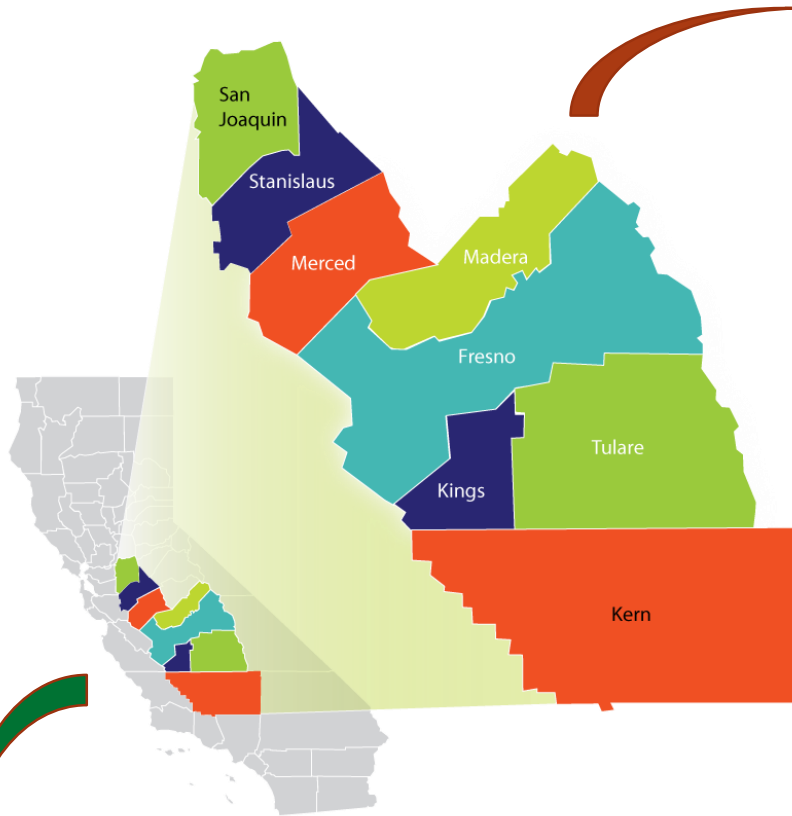 San
Joaquin
Stanislaus
Merced
Madera
Fresno
Tulare
Kings
Kern